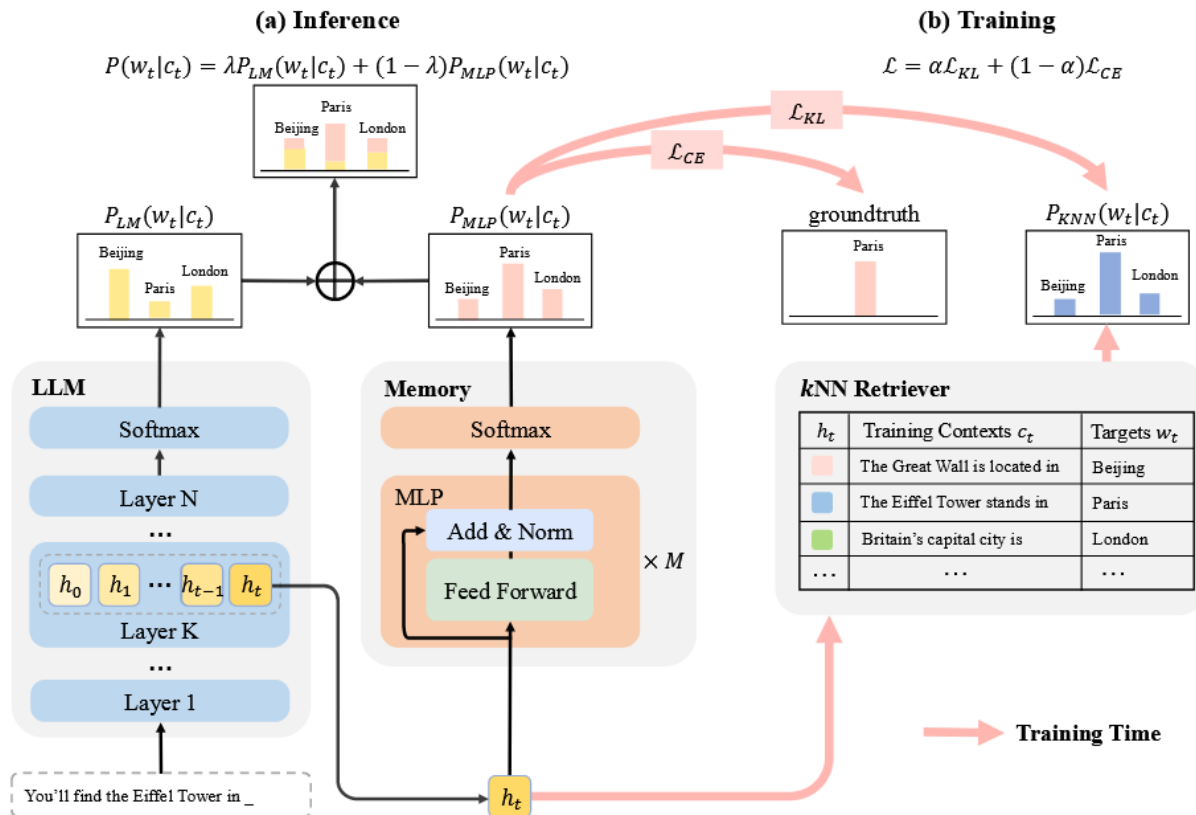 (a) Inference
P(w_t|c_t) = λP_LM(w_t|c_t) + (1 − λ)P_MLP(w_t|c_t)
Paris
Beijing
London
P_LM(w_t|c_t)
Beijing
Paris
London
P_MLP(w_t|c_t)
Paris
Beijing
London
LLM
Softmax
Layer N
...
h_0 h_1 ... h_{t−1} h_t
Layer K
...
Layer 1
You'll find the Eiffel Tower in _
Memory
Softmax
MLP
Add & Norm
Feed Forward
× M
h_t
(b) Training
ℒ = αℒ_KL + (1 − α)ℒ_CE
ℒ_KL
ℒ_CE
groundtruth
Paris
P_KNN(w_t|c_t)
Paris
Beijing
London
kNN Retriever
h_t Training Contexts c_t Targets w_t
The Great Wall is located in Beijing
The Eiffel Tower stands in Paris
Britain's capital city is London
... ... ...
Training Time